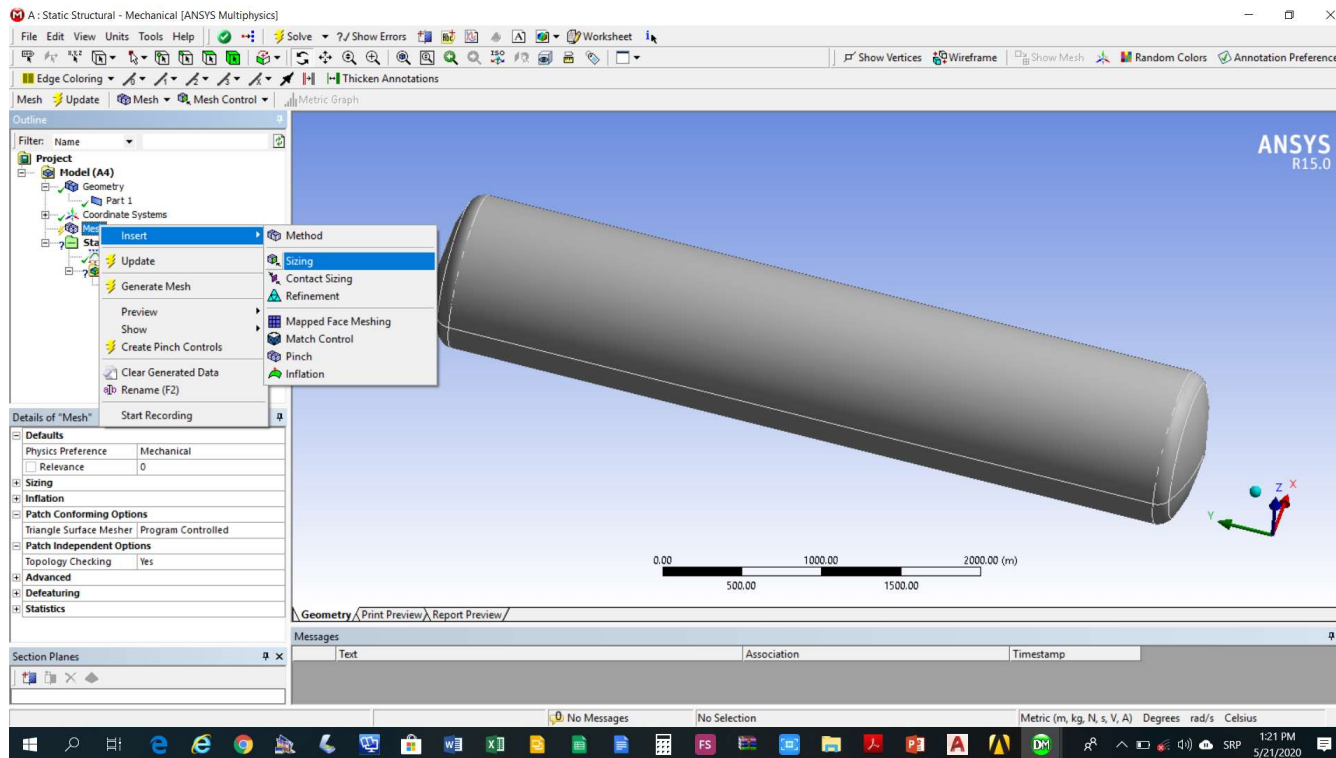 A : Static Structural - Mechanical [ANSYS Multiphysics]
File Edit View Units Tools Help Solve ?/ Show Errors Worksheet
Show Vertices Wireframe Show Mesh Random Colors Annotation Preference
Edge Coloring Thicken Annotations
Mesh Update Mesh Mesh Control Metric Graph
Outline
Filter: Name
Project
Model (A4)
Geometry
Part 1
Coordinate Systems
Mes
Sta
Insert
Update
Generate Mesh
Preview
Show
Create Pinch Controls
Clear Generated Data
Rename (F2)
Start Recording
Method
Sizing
Contact Sizing
Refinement
Mapped Face Meshing
Match Control
Pinch
Inflation
ANSYS
R15.0
Details of "Mesh"
Defaults
Physics Preference Mechanical
Relevance 0
Sizing
Inflation
Patch Conforming Options
Triangle Surface Mesher Program Controlled
Patch Independent Options
Topology Checking Yes
Advanced
Defeaturing
Statistics
Z X
Y
0.00 1000.00 2000.00 (m)
500.00 1500.00
Geometry Print Preview Report Preview
Messages
Text Association Timestamp
Section Planes
0 No Messages No Selection Metric (m, kg, N, s, V, A) Degrees rad/s Celsius
FS DM SRP 1:21 PM
5/21/2020